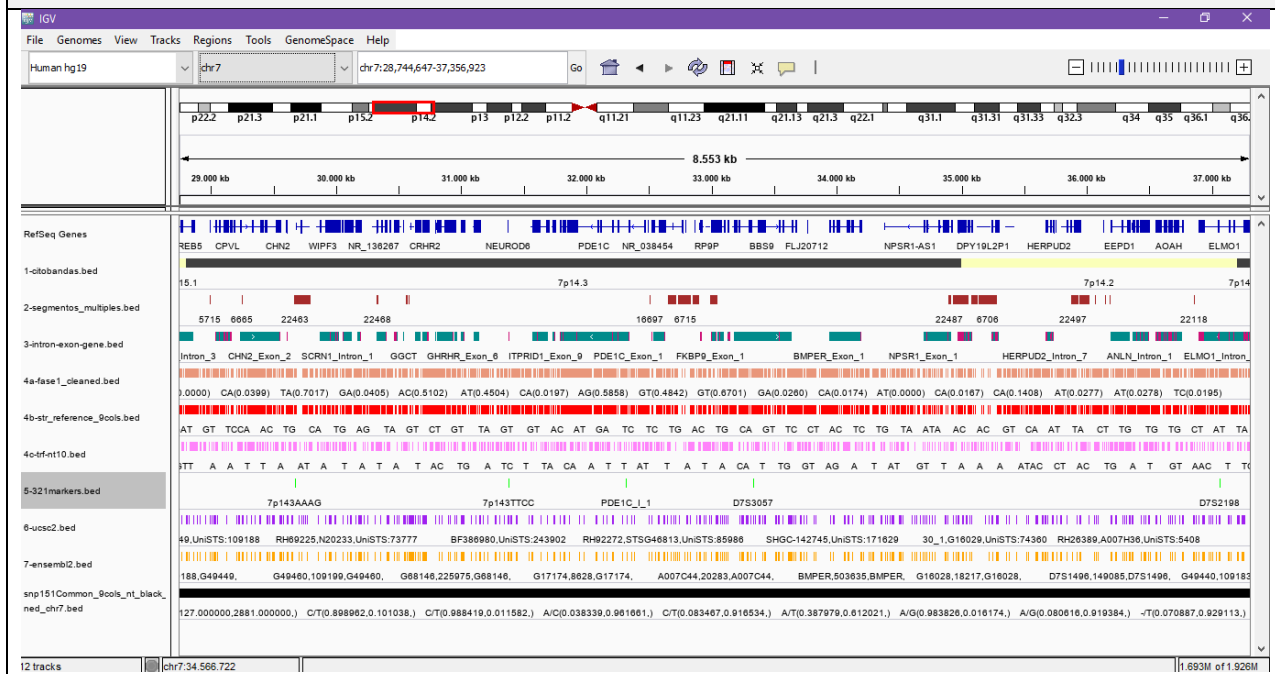 IGV
File Genomes View Tracks Regions Tools GenomeSpace Help
Human hg19 chr7 chr7:28,744,647-37,356,923 Go
p22.2 p21.3 p21.1 p15.2 p14.2 p13 p12.2 p11.2 q11.21 q11.23 q21.11 q21.13 q21.3 q22.1 q31.1 q31.31 q31.33 q32.3 q34 q35 q36.1 q36.
8.553 kb
29.000 kb 30.000 kb 31.000 kb 32.000 kb 33.000 kb 34.000 kb 35.000 kb 36.000 kb 37.000 kb
RefSeq Genes
REB5 CPVL CHN2 WIPF3 NR_136267 CRHR2 NEUROD6 PDE1C NR_038454 RP9P BBS9 FLJ20712 NPSR1-AS1 DPY19L2P1 HERPUD2 EEPD1 AOAH ELMO1
1-citobandas.bed
15.1 7p14.3 7p14.2 7p14
2-segmentos_multiples.bed
5715 6665 22463 22468 16697 6715 22487 6706 22497 22118
3-intron-exon-gene.bed
Intron_3 CHN2_Exon_2 SCRN1_Intron_1 GGCT GHRHR_Exon_6 ITPRID1_Exon_9 PDE1C_Exon_1 FKBP9_Exon_1 BMPER_Exon_1 NPSR1_Exon_1 HERPUD2_Intron_7 ANLN_Intron_1 ELMO1_Intron_
4a-fase1_cleaned.bed
).0000) CA(0.0399) TA(0.7017) GA(0.0405) AC(0.5102) AT(0.4504) CA(0.0197) AG(0.5858) GT(0.4842) GT(0.6701) GA(0.0260) CA(0.0174) AT(0.0000) CA(0.0167) CA(0.1408) AT(0.0277) AT(0.0278) TC(0.0195)
4b-str_reference_9cols.bed
AT GT TCCA AC TG CA TG AG TA GT CT GT TA GT GT AC AT GA TC TC TG AC TG CA GT TC CT AC TC TG TA ATA AC AC GT CA AT TA CT TG TG TG CT AT TA
4c-trf-nt10.bed
GTT A A T T A AT A T A T A T AC TG A TC T TA CA A T T AT T A T A CA T TG GT AG A T AT GT T A A A ATAC CT AC TG A T GT AAC T
5-321markers.bed
7p143AAAG 7p143TTCC PDE1C_I_1 D7S3057 D7S2198
6-ucsc2.bed
49,UniSTS:109188 RH69225,N20233,UniSTS:73777 BF386980,UniSTS:243902 RH92272,STSG46813,UniSTS:85986 SHGC-142745,UniSTS:171629 30_1,G16029,UniSTS:74360 RH26389,A007H36,UniSTS:5408
7-ensembl2.bed
188,G49449, G49460,109199,G49460, G68146,225975,G68146, G17174,8628,G17174, A007C44,20283,A007C44, BMPER,503635,BMPER, G16028,18217,G16028, D7S1496,149085,D7S1496, G49440,109183
snp151Common_9cols_nt_black_
ned_chr7.bed
127.000000,2881.000000,) C/T(0.898962,0.101038,) C/T(0.988419,0.011582,) A/C(0.038339,0.961661,) C/T(0.083467,0.916534,) A/T(0.387979,0.612021,) A/G(0.983826,0.016174,) A/G(0.080616,0.919384,) -/T(0.070887,0.929113,)
12 tracks chr7:34.566.722 1.693M of 1.926M